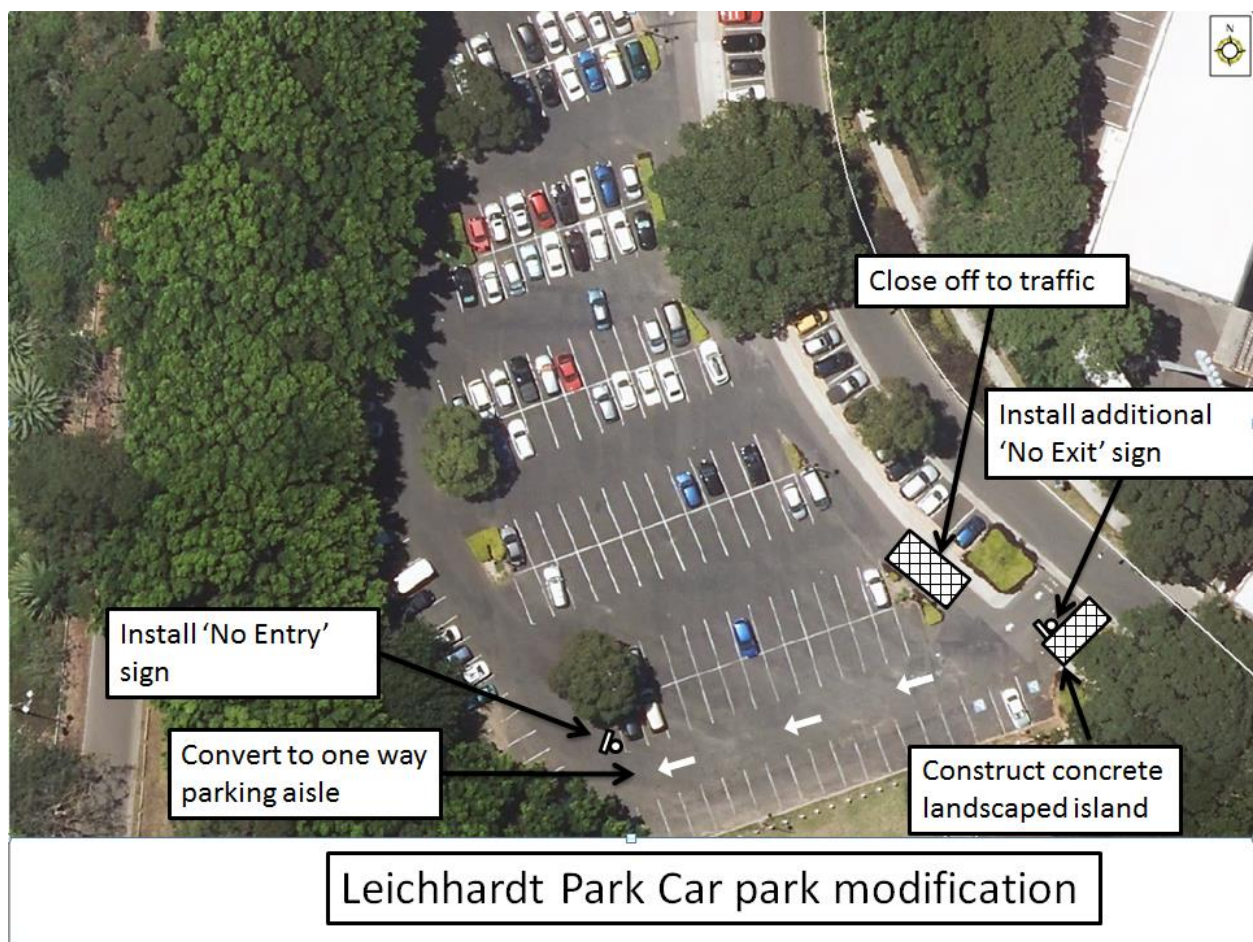 N
Close off to traffic
Install additional
‘No Exit’ sign
Install ‘No Entry’
sign
Convert to one way
parking aisle
Construct concrete
landscaped island
Leichhardt Park Car park modification